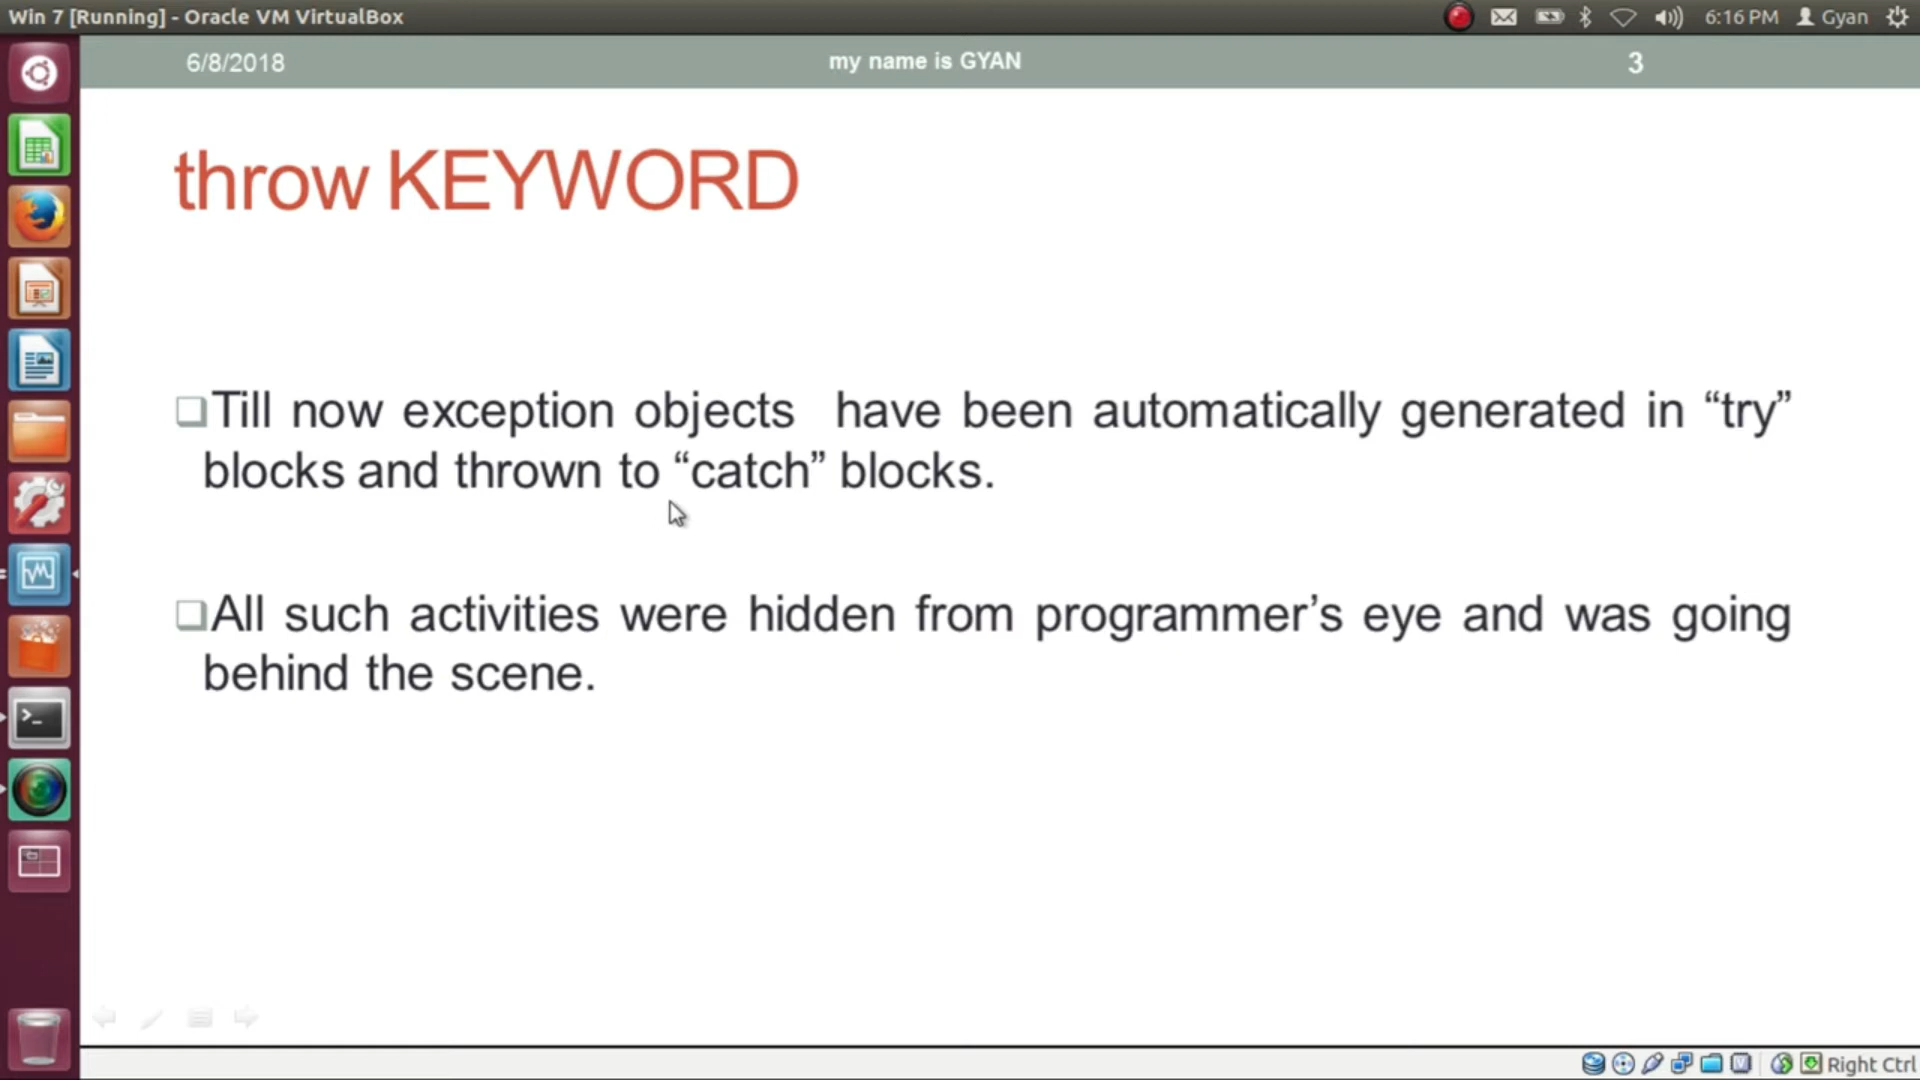 Win 7 [Running] - Oracle VM VirtualBox
6:16 PM Gyan
6/8/2018
my name is GYAN
3
throw KEYWORD
Till now exception objects have been automatically generated in “try”
blocks and thrown to “catch” blocks.
All such activities were hidden from programmer’s eye and was going
behind the scene.
Right Ctrl